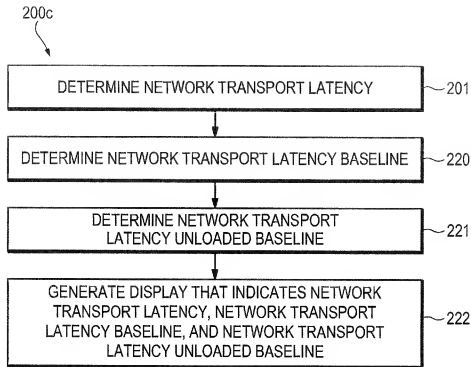 200c
DETERMINE NETWORK TRANSPORT LATENCY
201
DETERMINE NETWORK TRANSPORT LATENCY BASELINE
220
DETERMINE NETWORK TRANSPORT
LATENCY UNLOADED BASELINE
221
GENERATE DISPLAY THAT INDICATES NETWORK
TRANSPORT LATENCY, NETWORK TRANSPORT
LATENCY BASELINE, AND NETWORK TRANSPORT
LATENCY UNLOADED BASELINE
222